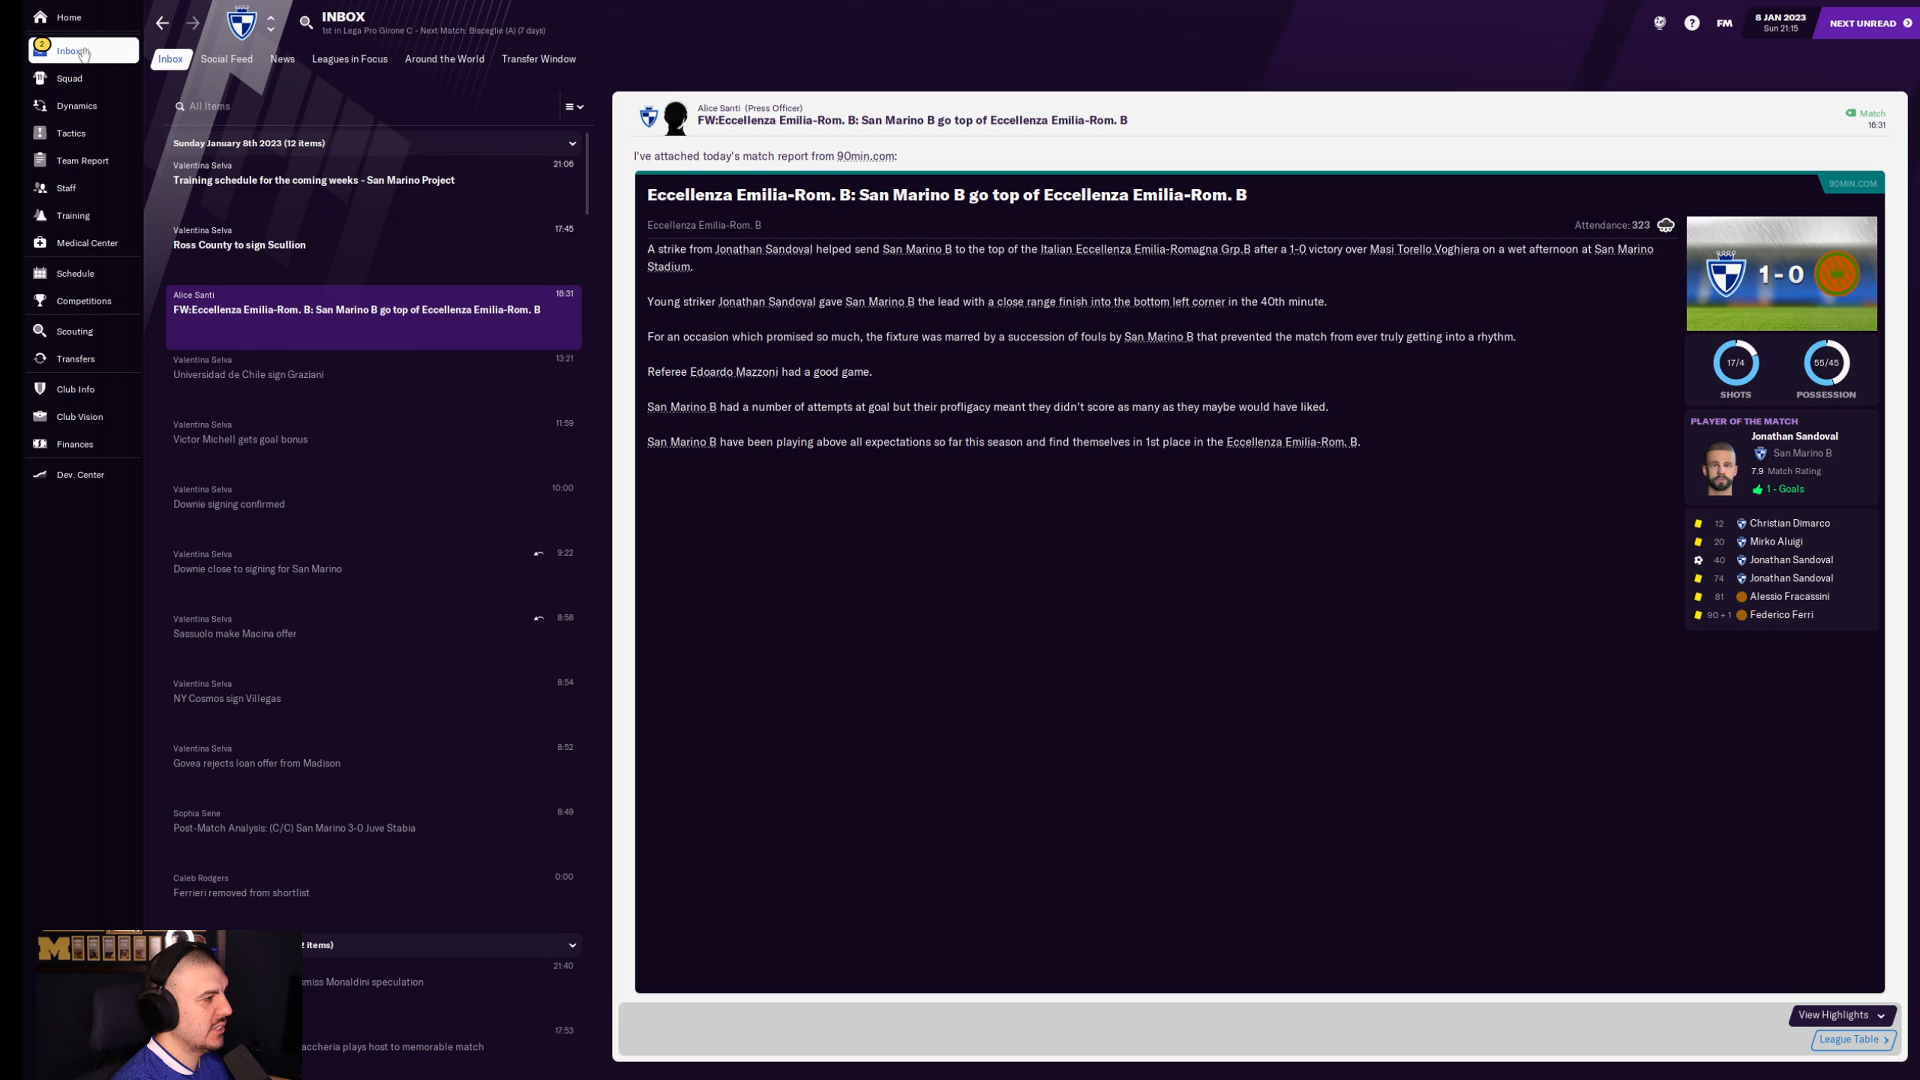 Home
2
Inbox
Squad
Dynamics
Tactics
Team Report
Staff
Training
Medical Center
Schedule
Competitions
Scouting
Transfers
Club Info
Club Vision
Finances
Dev. Center
INBOX
1st in Lega Pro Girone C - Next Match: Bisceglie (A) (7 days)
FM
8 JAN 2023
Sun 21:15
NEXT UNREAD
Inbox
Social Feed
News
Leagues in Focus
Around the World
Transfer Window
All Items
Sunday January 8th 2023 (12 items)
Valentina Selva 21:06
Training schedule for the coming weeks - San Marino Project
Valentina Selva 17:45
Ross County to sign Scullion
Alice Santi 16:31
FW:Eccellenza Emilia-Rom. B: San Marino B go top of Eccellenza Emilia-Rom. B
Valentina Selva 13:21
Universidad de Chile sign Graziani
Valentina Selva 11:59
Victor Michell gets goal bonus
Valentina Selva 10:00
Downie signing confirmed
Valentina Selva 9:22
Downie close to signing for San Marino
Valentina Selva 8:58
Sassuolo make Macina offer
Valentina Selva 8:54
NY Cosmos sign Villegas
Valentina Selva 8:52
Govea rejects loan offer from Madison
Sophia Sene 8:49
Post-Match Analysis: (C/C) San Marino 3-0 Juve Stabia
Caleb Rodgers 0:00
Ferrieri removed from shortlist
2 items)
21:40
smiss Monaldini speculation
17:53
accheria plays host to memorable match
M
Alice Santi (Press Officer)
FW:Eccellenza Emilia-Rom. B: San Marino B go top of Eccellenza Emilia-Rom. B
Match
16:31
I've attached today's match report from 90min.com:
Eccellenza Emilia-Rom. B: San Marino B go top of Eccellenza Emilia-Rom. B
90MIN.COM
Eccellenza Emilia-Rom. B
Attendance: 323
A strike from Jonathan Sandoval helped send San Marino B to the top of the Italian Eccellenza Emilia-Romagna Grp.B after a 1-0 victory over Masi Torello Voghiera on a wet afternoon at San Marino
Stadium.
Young striker Jonathan Sandoval gave San Marino B the lead with a close range finish into the bottom left corner in the 40th minute.
For an occasion which promised so much, the fixture was marred by a succession of fouls by San Marino B that prevented the match from ever truly getting into a rhythm.
Referee Edoardo Mazzoni had a good game.
San Marino B had a number of attempts at goal but their profligacy meant they didn't score as many as they maybe would have liked.
San Marino B have been playing above all expectations so far this season and find themselves in 1st place in the Eccellenza Emilia-Rom. B.
1 - 0
17/4
55/45
SHOTS
POSSESSION
PLAYER OF THE MATCH
Jonathan Sandoval
San Marino B
7.9 Match Rating
1 - Goals
12 Christian Dimarco
20 Mirko Aluigi
40 Jonathan Sandoval
74 Jonathan Sandoval
81 Alessio Fracassini
90 + 1 Federico Ferri
View Highlights
League Table